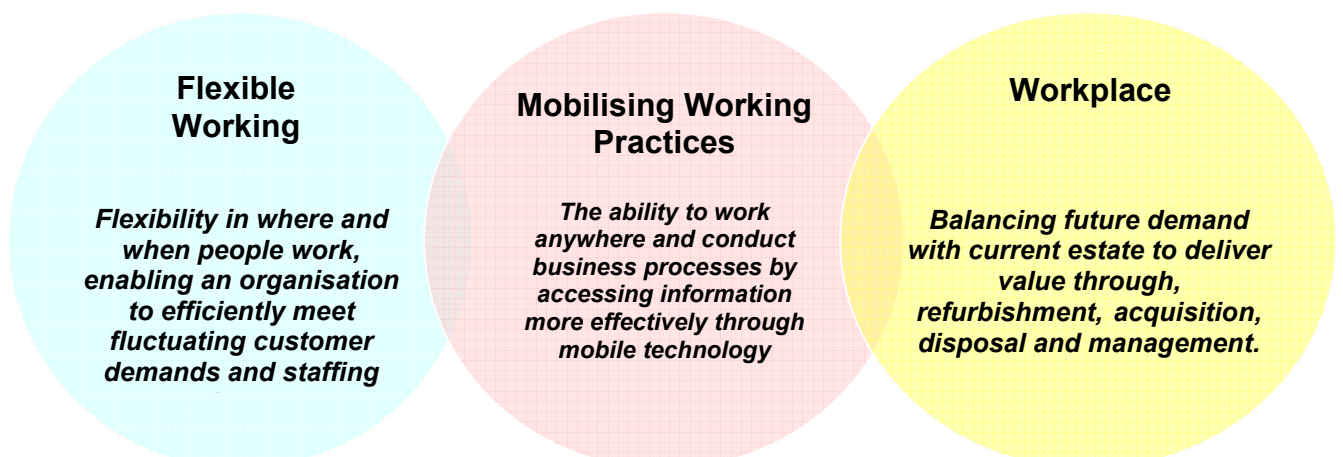 Flexible
Working
Flexibility in where and
when people work,
enabling an organisation
to efficiently meet
fluctuating customer
demands and staffing
Mobilising Working
Practices
The ability to work
anywhere and conduct
business processes by
accessing information
more effectively through
mobile technology
Workplace
Balancing future demand
with current estate to deliver
value through,
refurbishment, acquisition,
disposal and management.